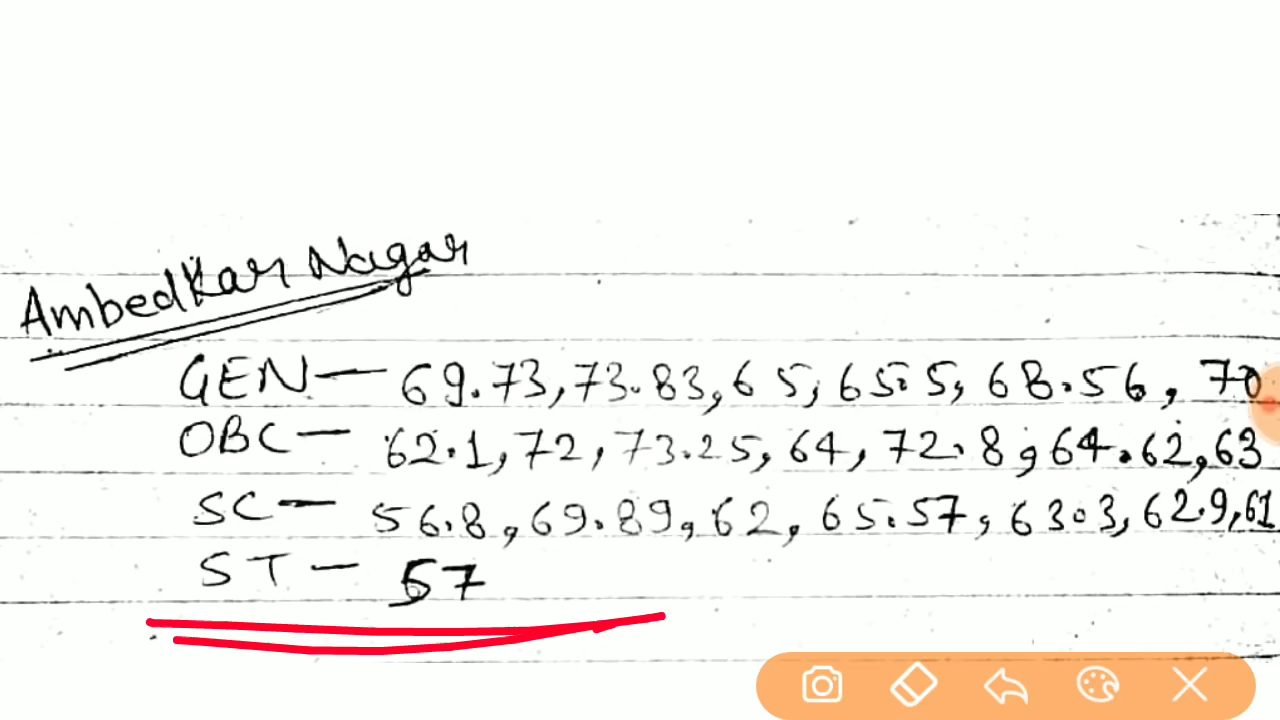 Ambedkar Nagar
GEN— 69.73, 73.83, 65, 65.5, 68.56, 70
OBC— 62.1, 72, 73.25, 64, 72.8, 64.62, 63
SC— 56.8, 69.89, 62, 65.57, 63.3, 62.9, 61
ST— 57